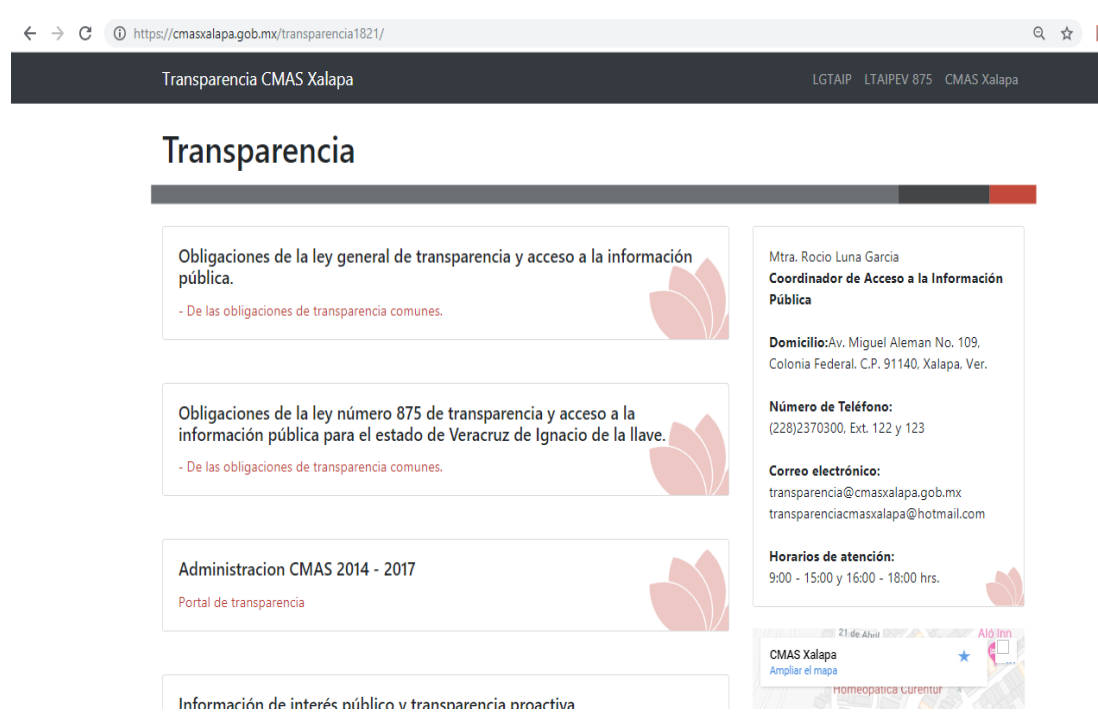 https://cmasxalapa.gob.mx/transparencia1821/
Transparencia CMAS Xalapa
LGTAIP LTAIPEV 875 CMAS Xalapa
Transparencia
Obligaciones de la ley general de transparencia y acceso a la información
pública.
- De las obligaciones de transparencia comunes.
Obligaciones de la ley número 875 de transparencia y acceso a la
información pública para el estado de Veracruz de Ignacio de la llave.
- De las obligaciones de transparencia comunes.
Administracion CMAS 2014 - 2017
Portal de transparencia
Información de interés público y transparencia proactiva
Mtra. Rocio Luna Garcia
Coordinador de Acceso a la Información
Pública
Domicilio:Av. Miguel Aleman No. 109,
Colonia Federal. C.P. 91140, Xalapa, Ver.
Número de Teléfono:
(228)2370300, Ext. 122 y 123
Correo electrónico:
transparencia@cmasxalapa.gob.mx
transparenciacmasxalapa@hotmail.com
Horarios de atención:
9:00 - 15:00 y 16:00 - 18:00 hrs.
21 de Abril
Aló Inn
CMAS Xalapa
Ampliar el mapa
Homeopática Curentur